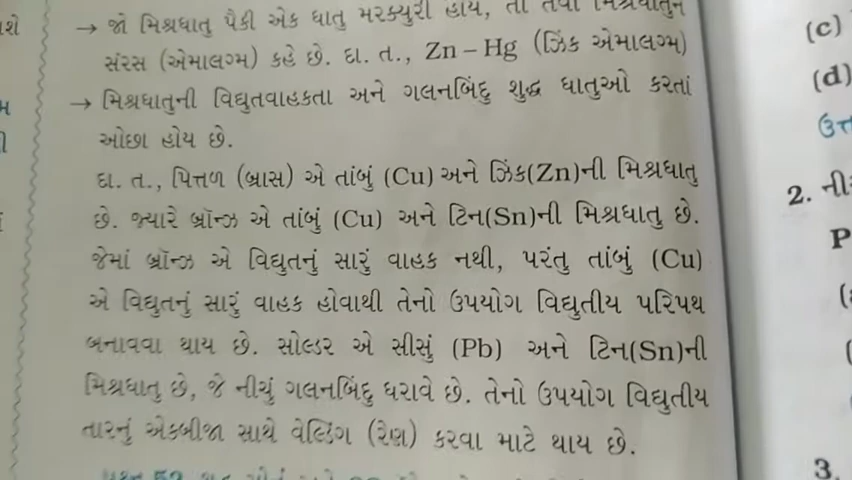 → જો મિશ્રધાતુ પૈકી એક ધાતુ મરક્યુરી હોય, તો તેવી મિશ્રધાતુને
સંરસ (એમાલગ્મ) કહે છે. દા. ત., Zn – Hg (ઝિંક એમાલગ્મ)
→ મિશ્રધાતુની વિદ્યુતવાહકતા અને ગલનબિંદુ શુદ્ધ ધાતુઓ કરતાં
ઓછા હોય છે.
દા. ત., પિત્તળ (બ્રાસ) એ તાંબું (Cu) અને ઝિંક(Zn)ની મિશ્રધાતુ
છે. જ્યારે બ્રૉન્ઝ એ તાંબું (Cu) અને ટિન(Sn)ની મિશ્રધાતુ છે.
જેમાં બ્રૉન્ઝ એ વિદ્યુતનું સારું વાહક નથી, પરંતુ તાંબું (Cu)
એ વિદ્યુતનું સારું વાહક હોવાથી તેનો ઉપયોગ વિદ્યુતીય પરિપથ
બનાવવા થાય છે. સોલ્ડર એ સીસું (Pb) અને ટિન(Sn)ની
મિશ્રધાતુ છે, જે નીચું ગલનબિંદુ ધરાવે છે. તેનો ઉપયોગ વિદ્યુતીય
તારનું એકબીજા સાથે વેલ્ડિંગ (રેણ) કરવા માટે થાય છે.
(c)
(d)
2.
P
3.